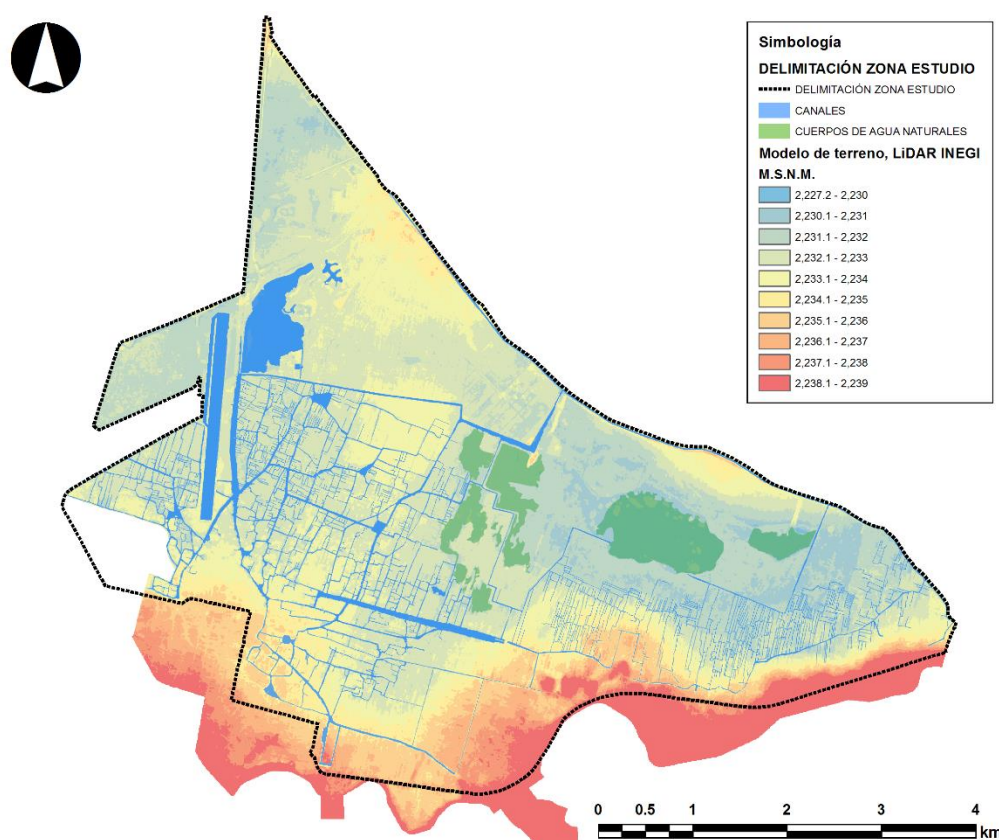 Simbología
DELIMITACIÓN ZONA ESTUDIO
DELIMITACIÓN ZONA ESTUDIO
CANALES
CUERPOS DE AGUA NATURALES
Modelo de terreno, LiDAR INEGI
M.S.N.M.
2,227.2 - 2,230
2,230.1 - 2,231
2,231.1 - 2,232
2,232.1 - 2,233
2,233.1 - 2,234
2,234.1 - 2,235
2,235.1 - 2,236
2,236.1 - 2,237
2,237.1 - 2,238
2,238.1 - 2,239
0 0.5 1 2 3 4
km